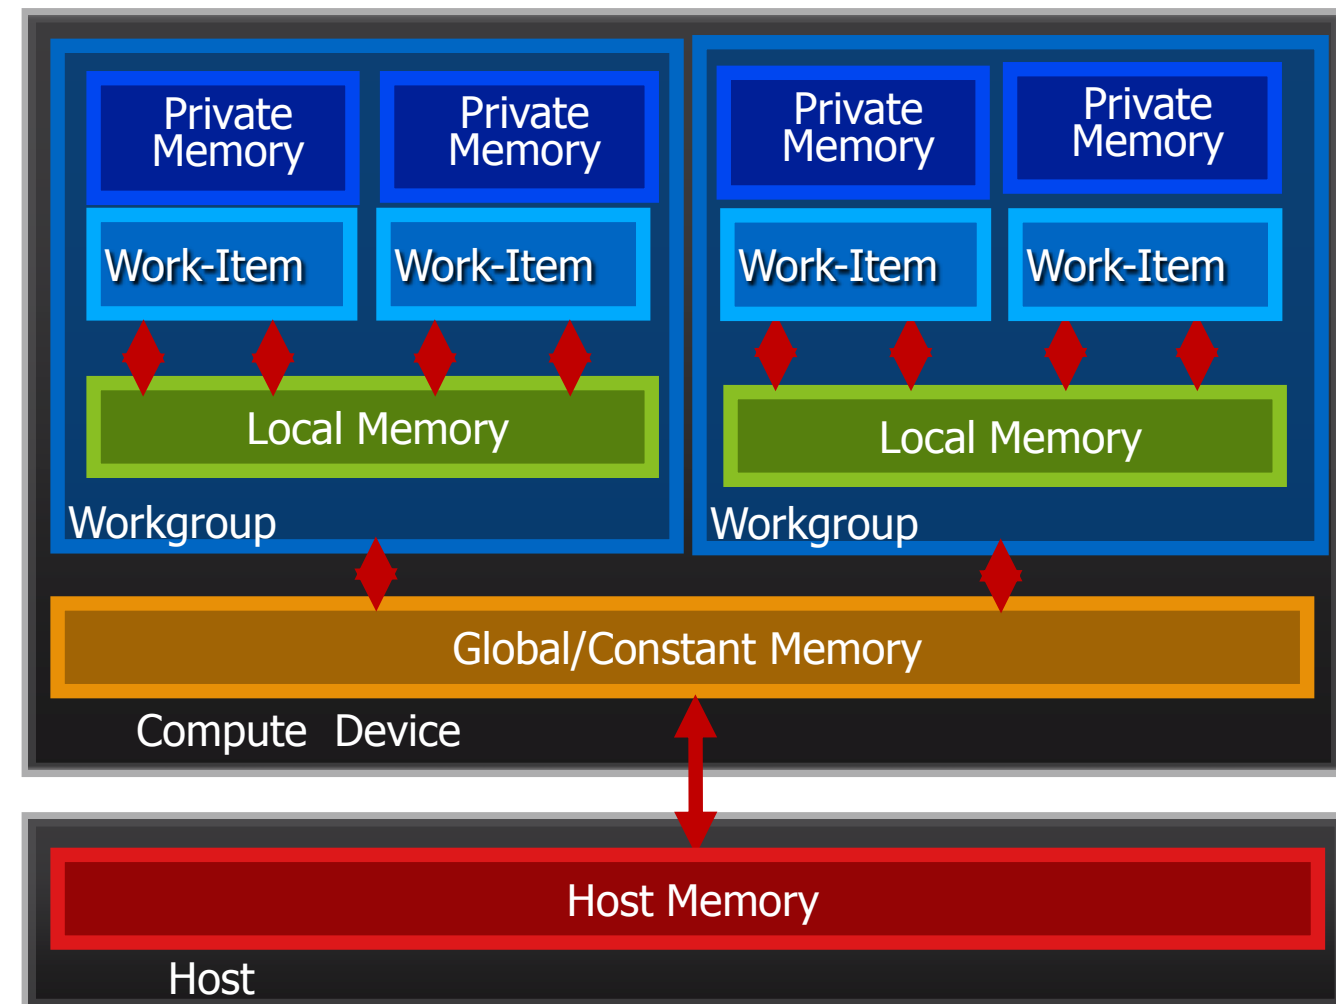 Private
Memory
Private
Memory
Private
Memory
Private
Memory
Work-Item
Work-Item
Work-Item
Work-Item
Local Memory
Local Memory
Workgroup
Workgroup
Global/Constant Memory
Compute  Device
Host Memory
Host